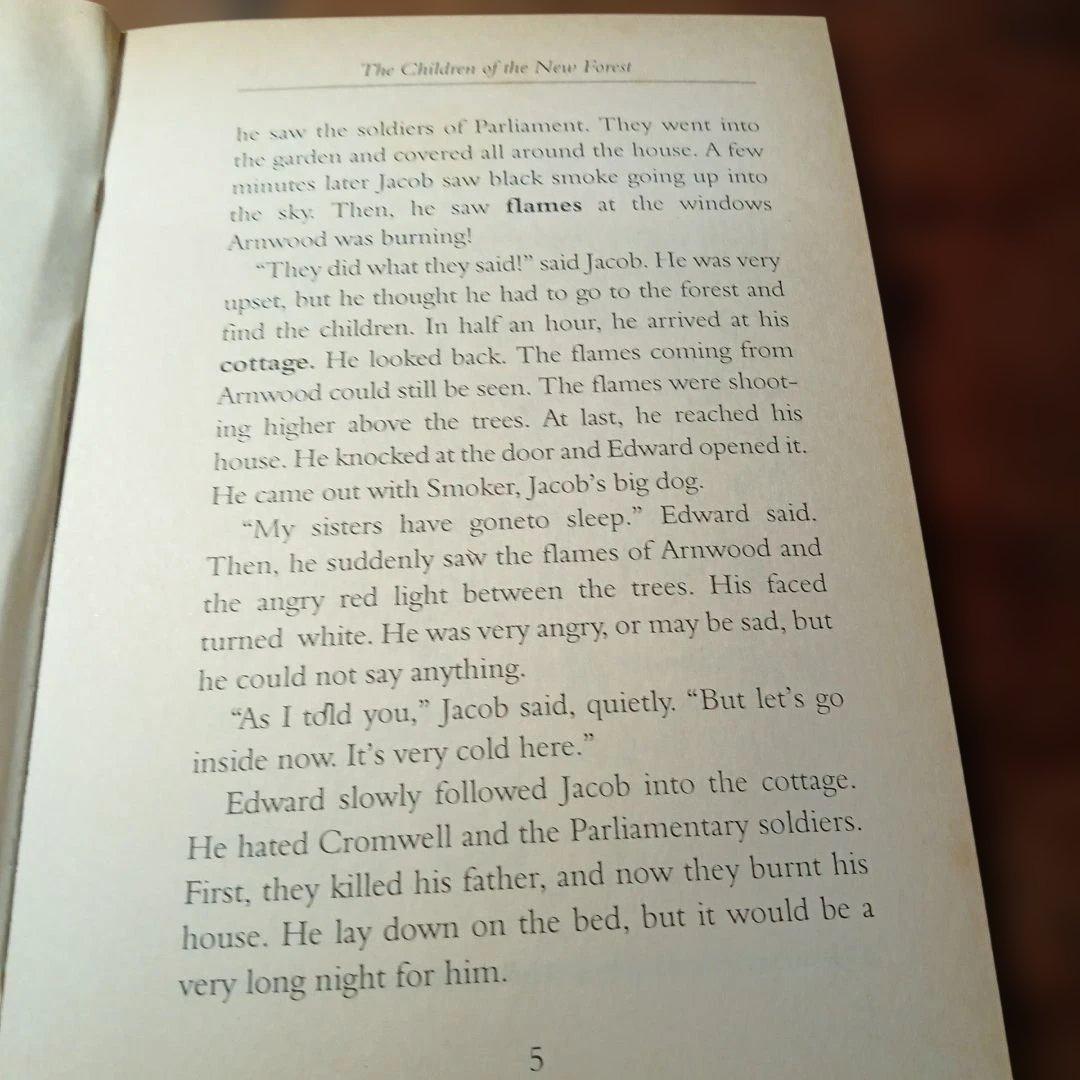 The Children of the New Forest
he saw the soldiers of Parliament. They went into
the garden and covered all around the house. A few
minutes later Jacob saw black smoke going up into
the sky. Then, he saw flames at the windows
Arnwood was burning!
“They did what they said!” said Jacob. He was very
upset, but he thought he had to go to the forest and
find the children. In half an hour, he arrived at his
cottage. He looked back. The flames coming from
Arnwood could still be seen. The flames were shoot-
ing higher above the trees. At last, he reached his
house. He knocked at the door and Edward opened it.
He came out with Smoker, Jacob’s big dog.
“My sisters have goneto sleep.” Edward said.
Then, he suddenly saw the flames of Arnwood and
the angry red light between the trees. His faced
turned white. He was very angry, or may be sad, but
he could not say anything.
“As I told you,” Jacob said, quietly. “But let’s go
inside now. It’s very cold here.”
Edward slowly followed Jacob into the cottage.
He hated Cromwell and the Parliamentary soldiers.
First, they killed his father, and now they burnt his
house. He lay down on the bed, but it would be a
very long night for him.
5